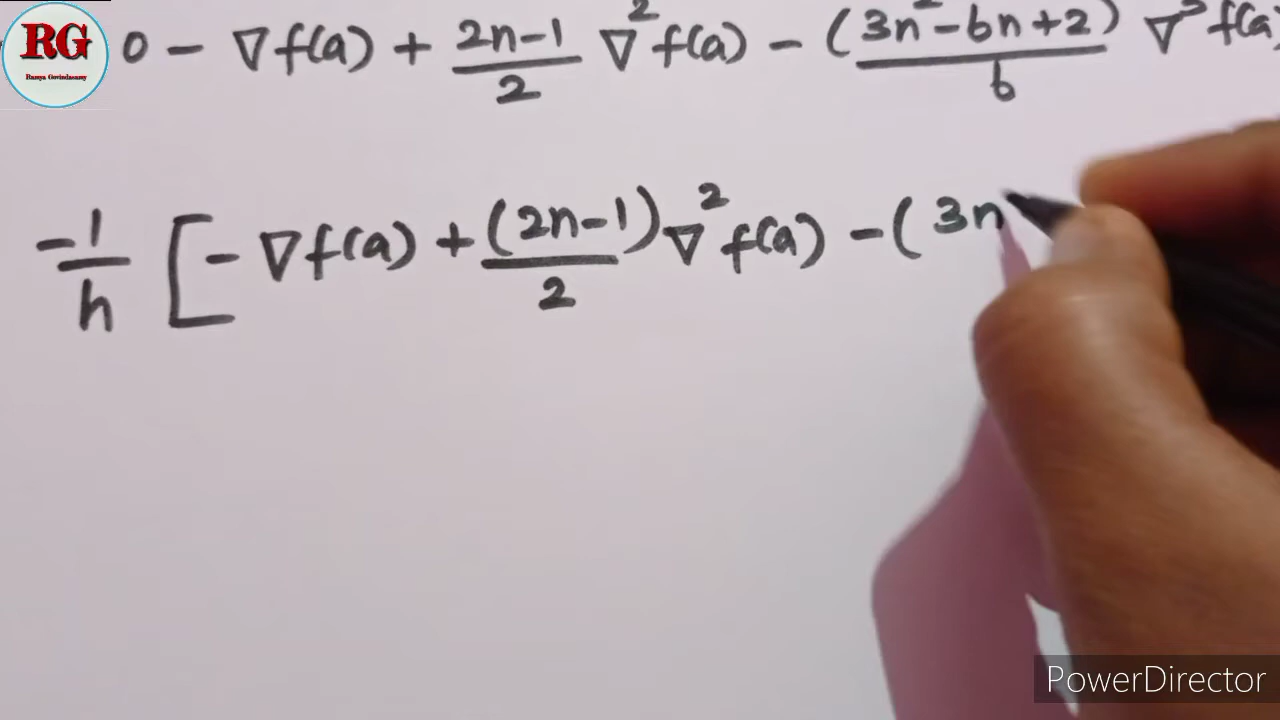 RG
Ramya Govindasamy
0 - ∇f(a) + (2n-1)/2 ∇²f(a) - (3n²-6n+2)/6 ∇³f(a)
-1/h [- ∇f(a) + (2n-1)/2 ∇²f(a) - ( 3n
PowerDirector